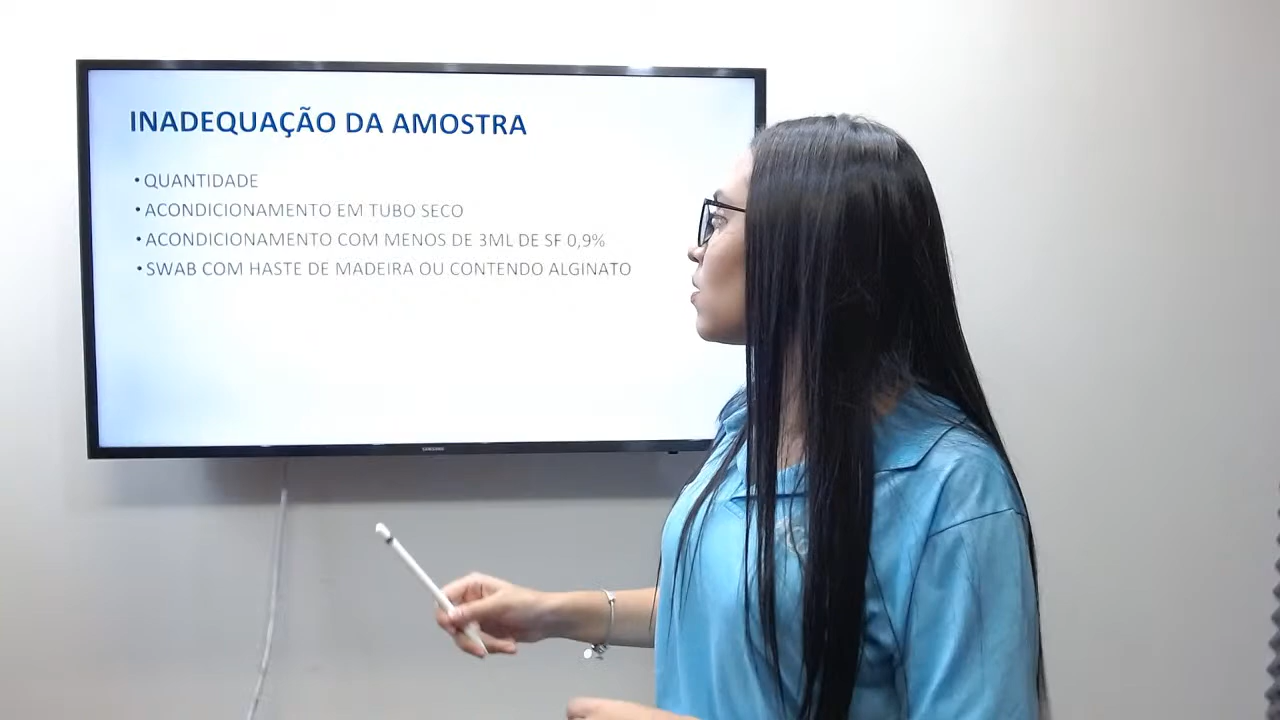 INADEQUAÇÃO DA AMOSTRA
• QUANTIDADE
• ACONDICIONAMENTO EM TUBO SECO
• ACONDICIONAMENTO COM MENOS DE 3ML DE SF 0,9%
• SWAB COM HASTE DE MADEIRA OU CONTENDO ALGINATO
SAMSUNG